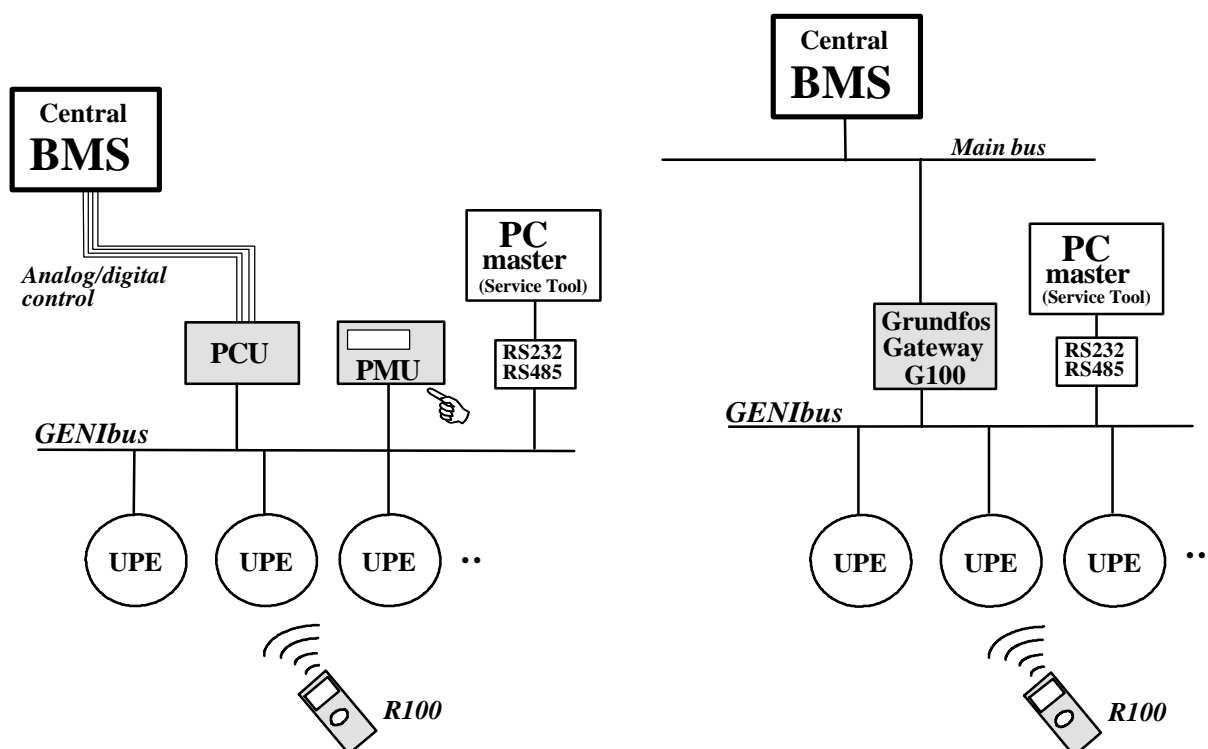 Central
BMS
Analog/digital
control
PCU
PMU
PC
master
(Service Tool)
RS232
RS485
GENIbus
UPE
UPE
UPE
..
R100
Central
BMS
Main bus
Grundfos
Gateway
G100
PC
master
(Service Tool)
RS232
RS485
GENIbus
UPE
UPE
UPE
..
R100